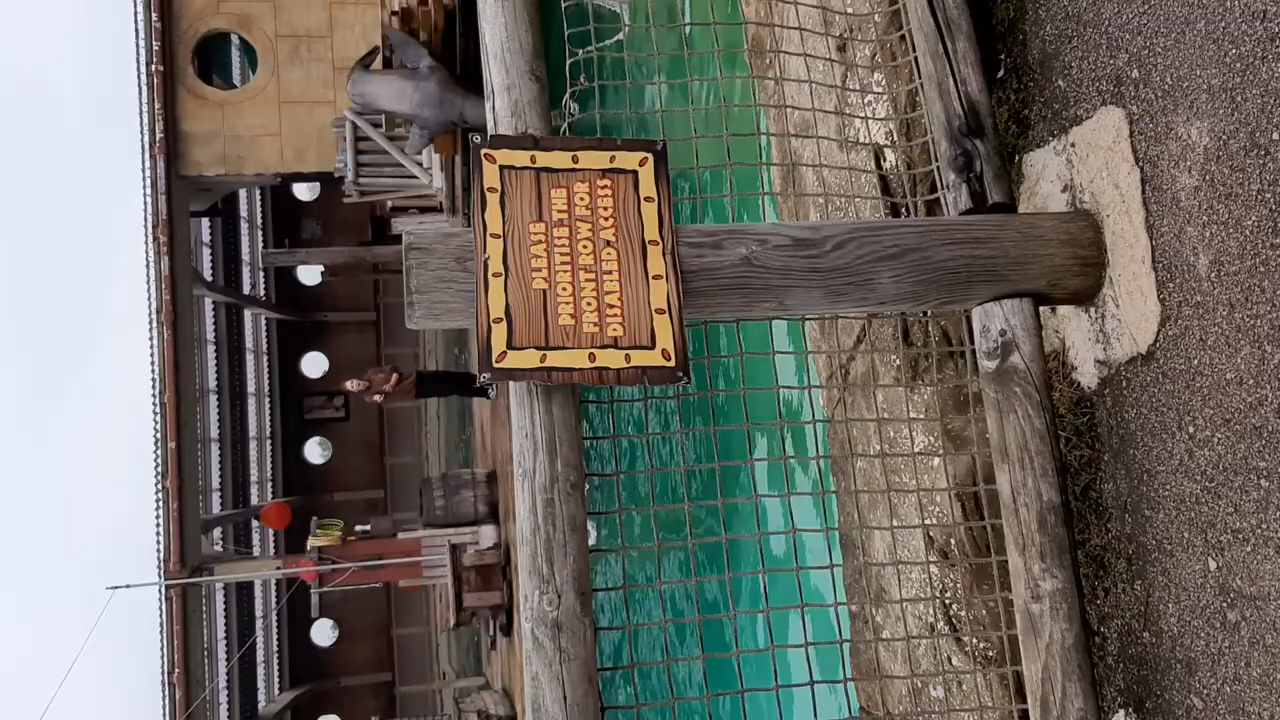 PLEASE
PRIORITISE THE
FRONT ROW FOR
DISABLED ACCESS